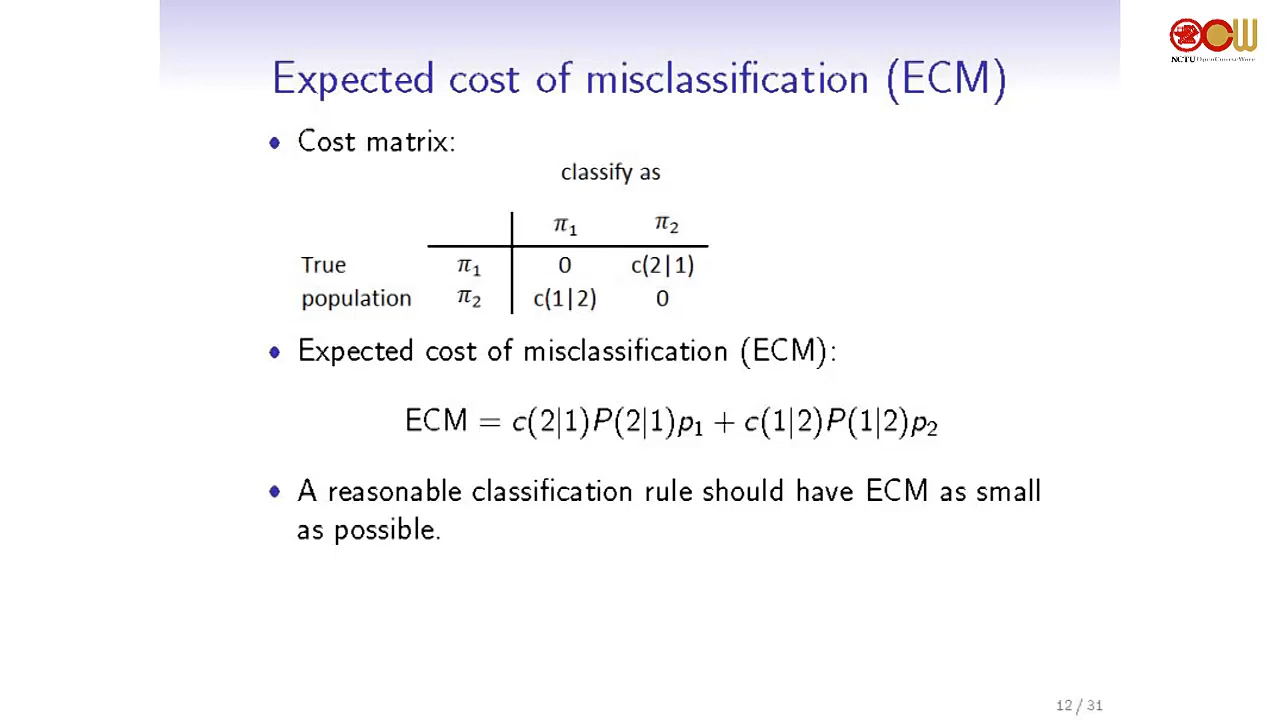 Expected cost of misclassification (ECM)
NCTU OpenCourseWare
• Cost matrix:
classify as
π₁ π₂
True π₁ 0 c(2|1)
population π₂ c(1|2) 0
• Expected cost of misclassification (ECM):
ECM = c(2|1)P(2|1)p₁ + c(1|2)P(1|2)p₂
• A reasonable classification rule should have ECM as small
as possible.
12 / 31